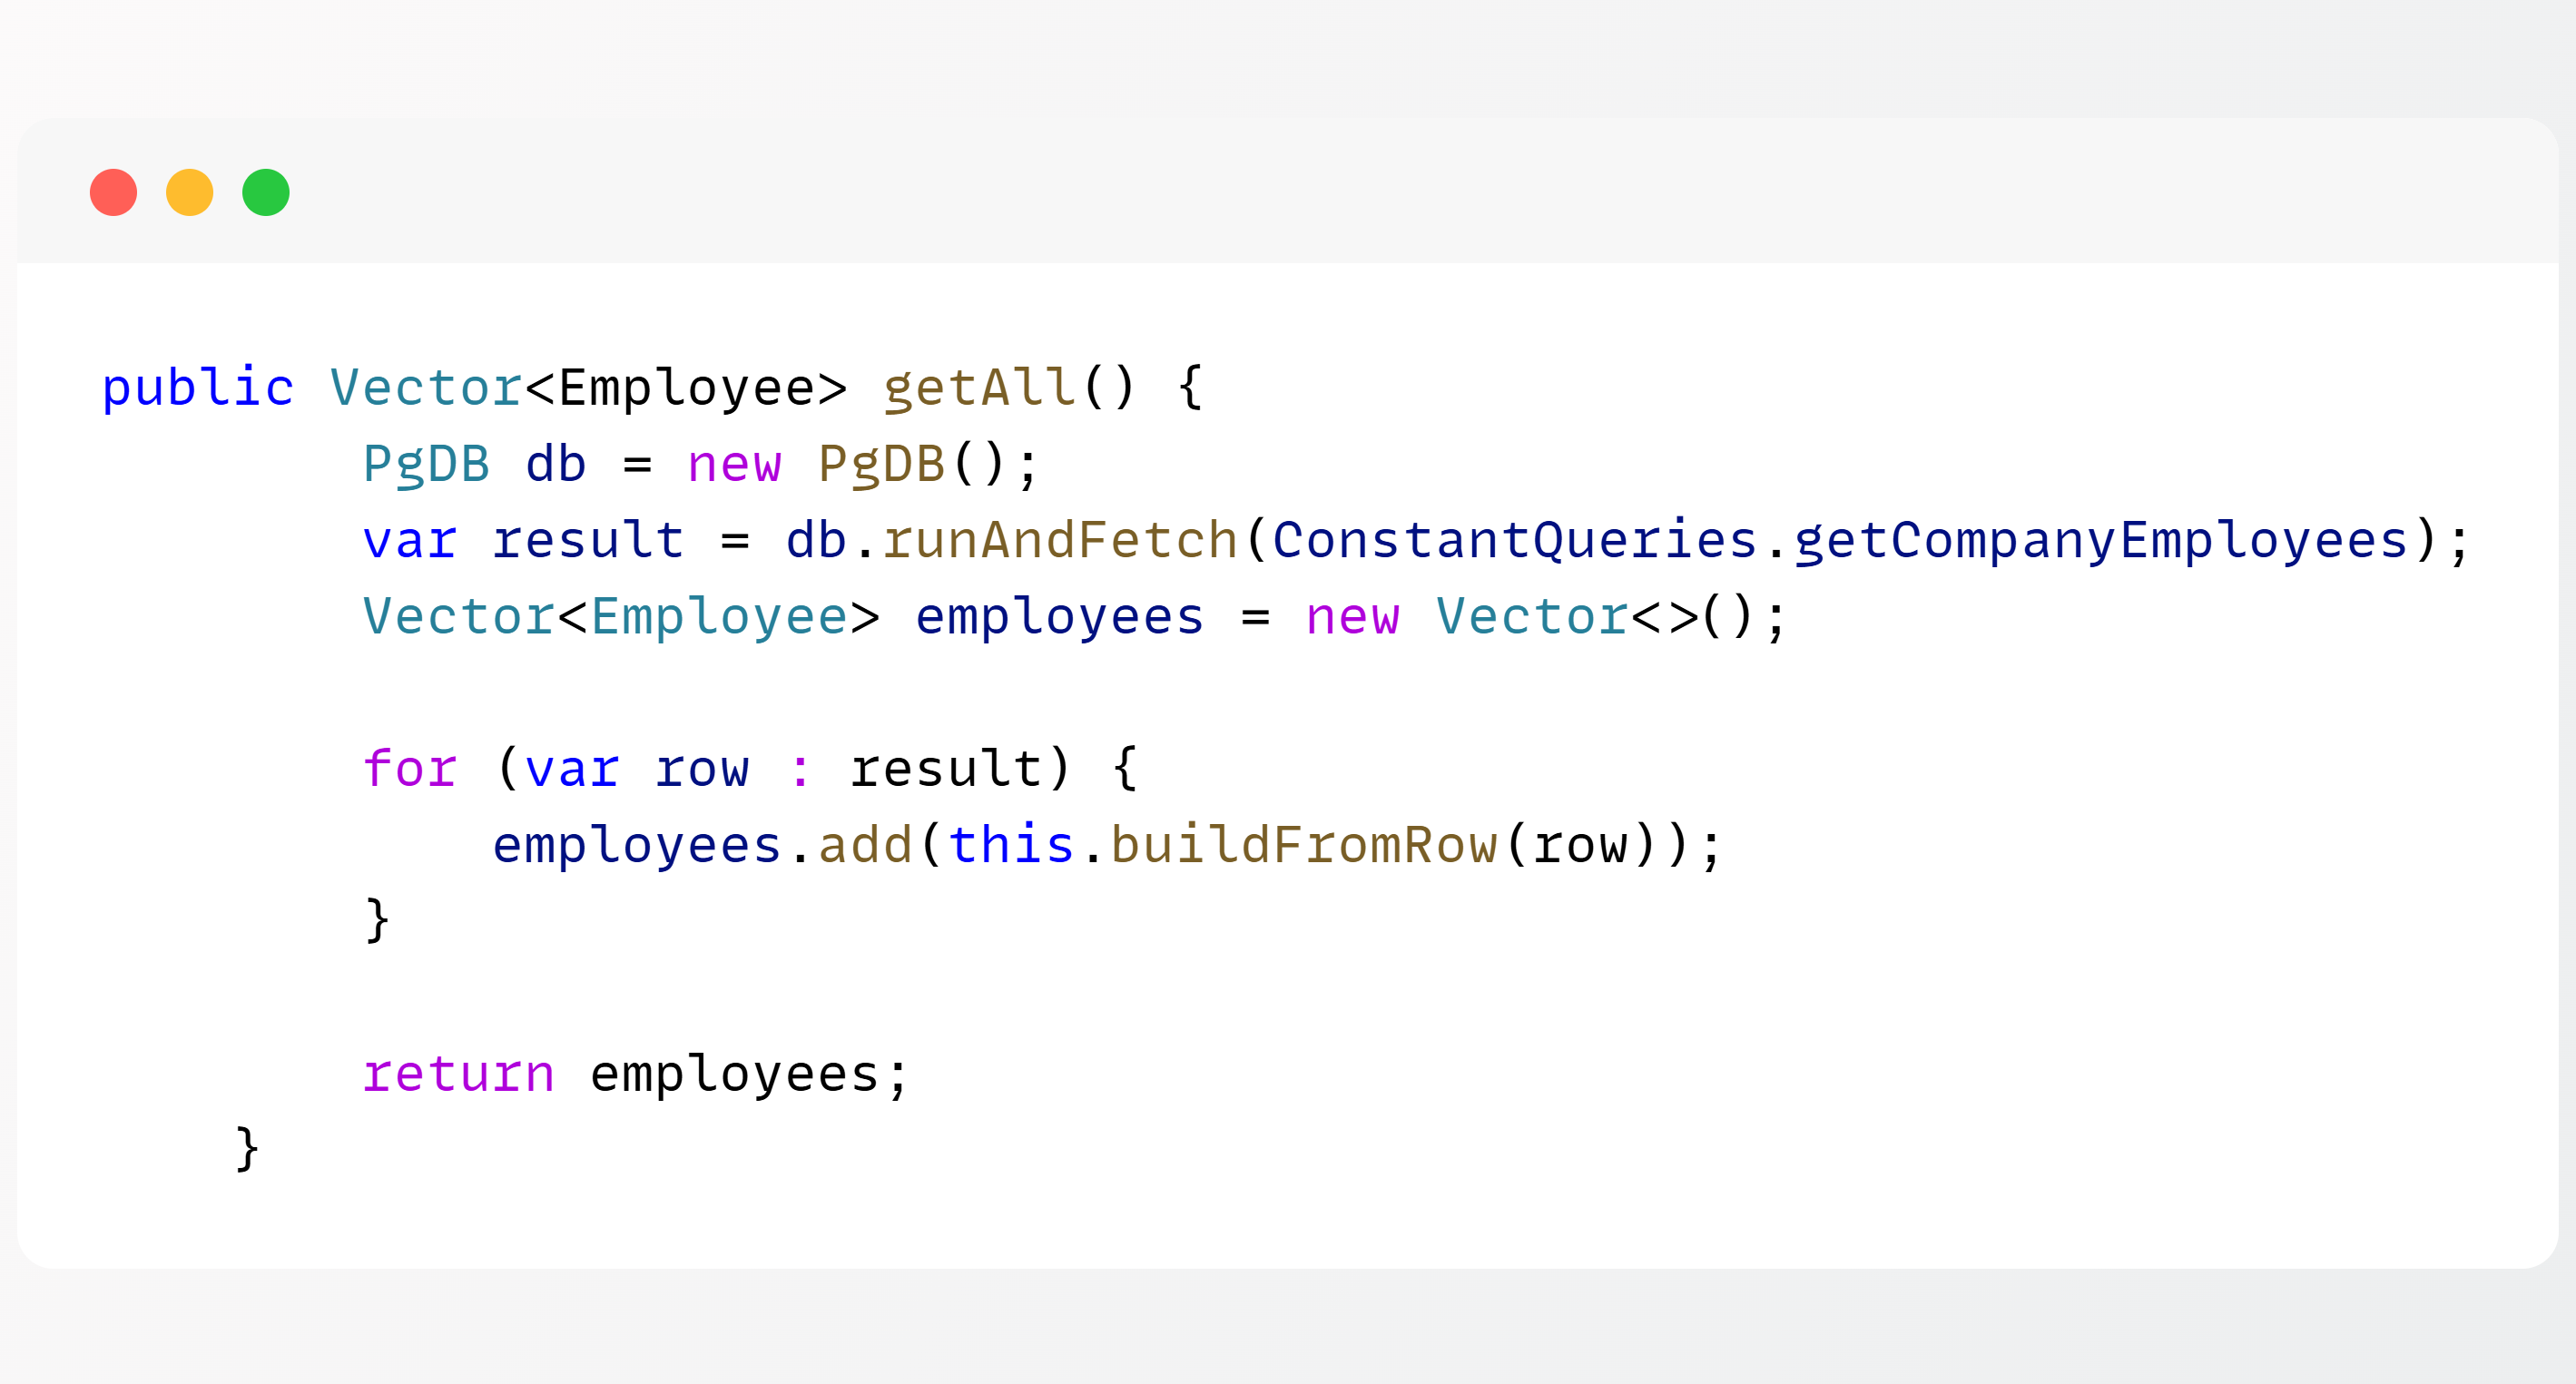 public Vector<Employee> getAll() {
        PgDB db = new PgDB();
        var result = db.runAndFetch(ConstantQueries.getCompanyEmployees);
        Vector<Employee> employees = new Vector<>();

        for (var row : result) {
            employees.add(this.buildFromRow(row));
        }

        return employees;
    }